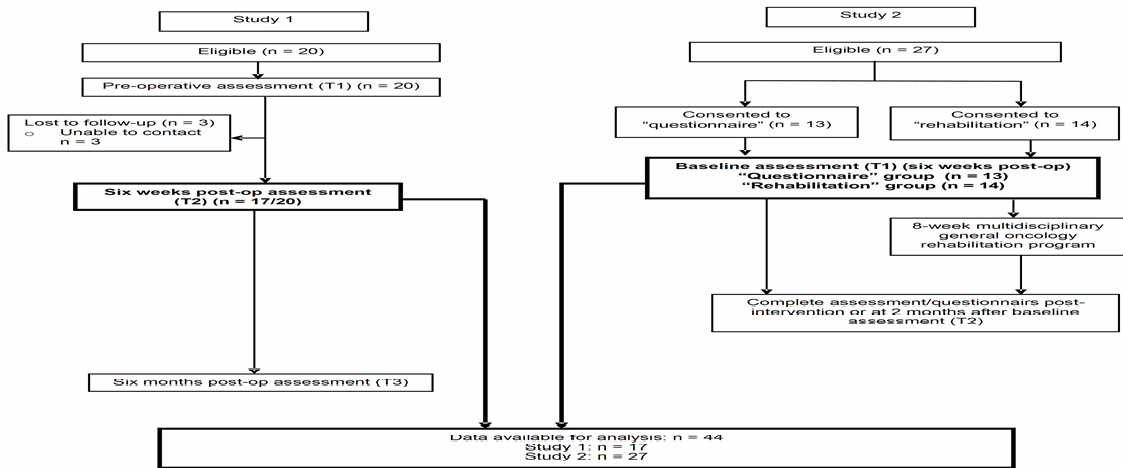 Study 1
Eligible (n = 20)
Pre-operative assessment (T1) (n = 20)
Lost to follow-up (n = 3)
○ Unable to contact
n = 3
Six weeks post-op assessment
(T2) (n = 17/20)
Six months post-op assessment (T3)
Study 2
Eligible (n = 27)
Consented to
"questionnaire" (n = 13)
Consented to
"rehabilitation" (n = 14)
Baseline assessment (T1) (six weeks post-op)
"Questionnaire" group (n = 13)
"Rehabilitation" group (n = 14)
8-week multidisciplinary
general oncology
rehabilitation program
Complete assessment/questionnairs post-
intervention or at 2 months after baseline
assessment (T2)
Data available for analysis: n = 44
Study 1: n = 17
Study 2: n = 27